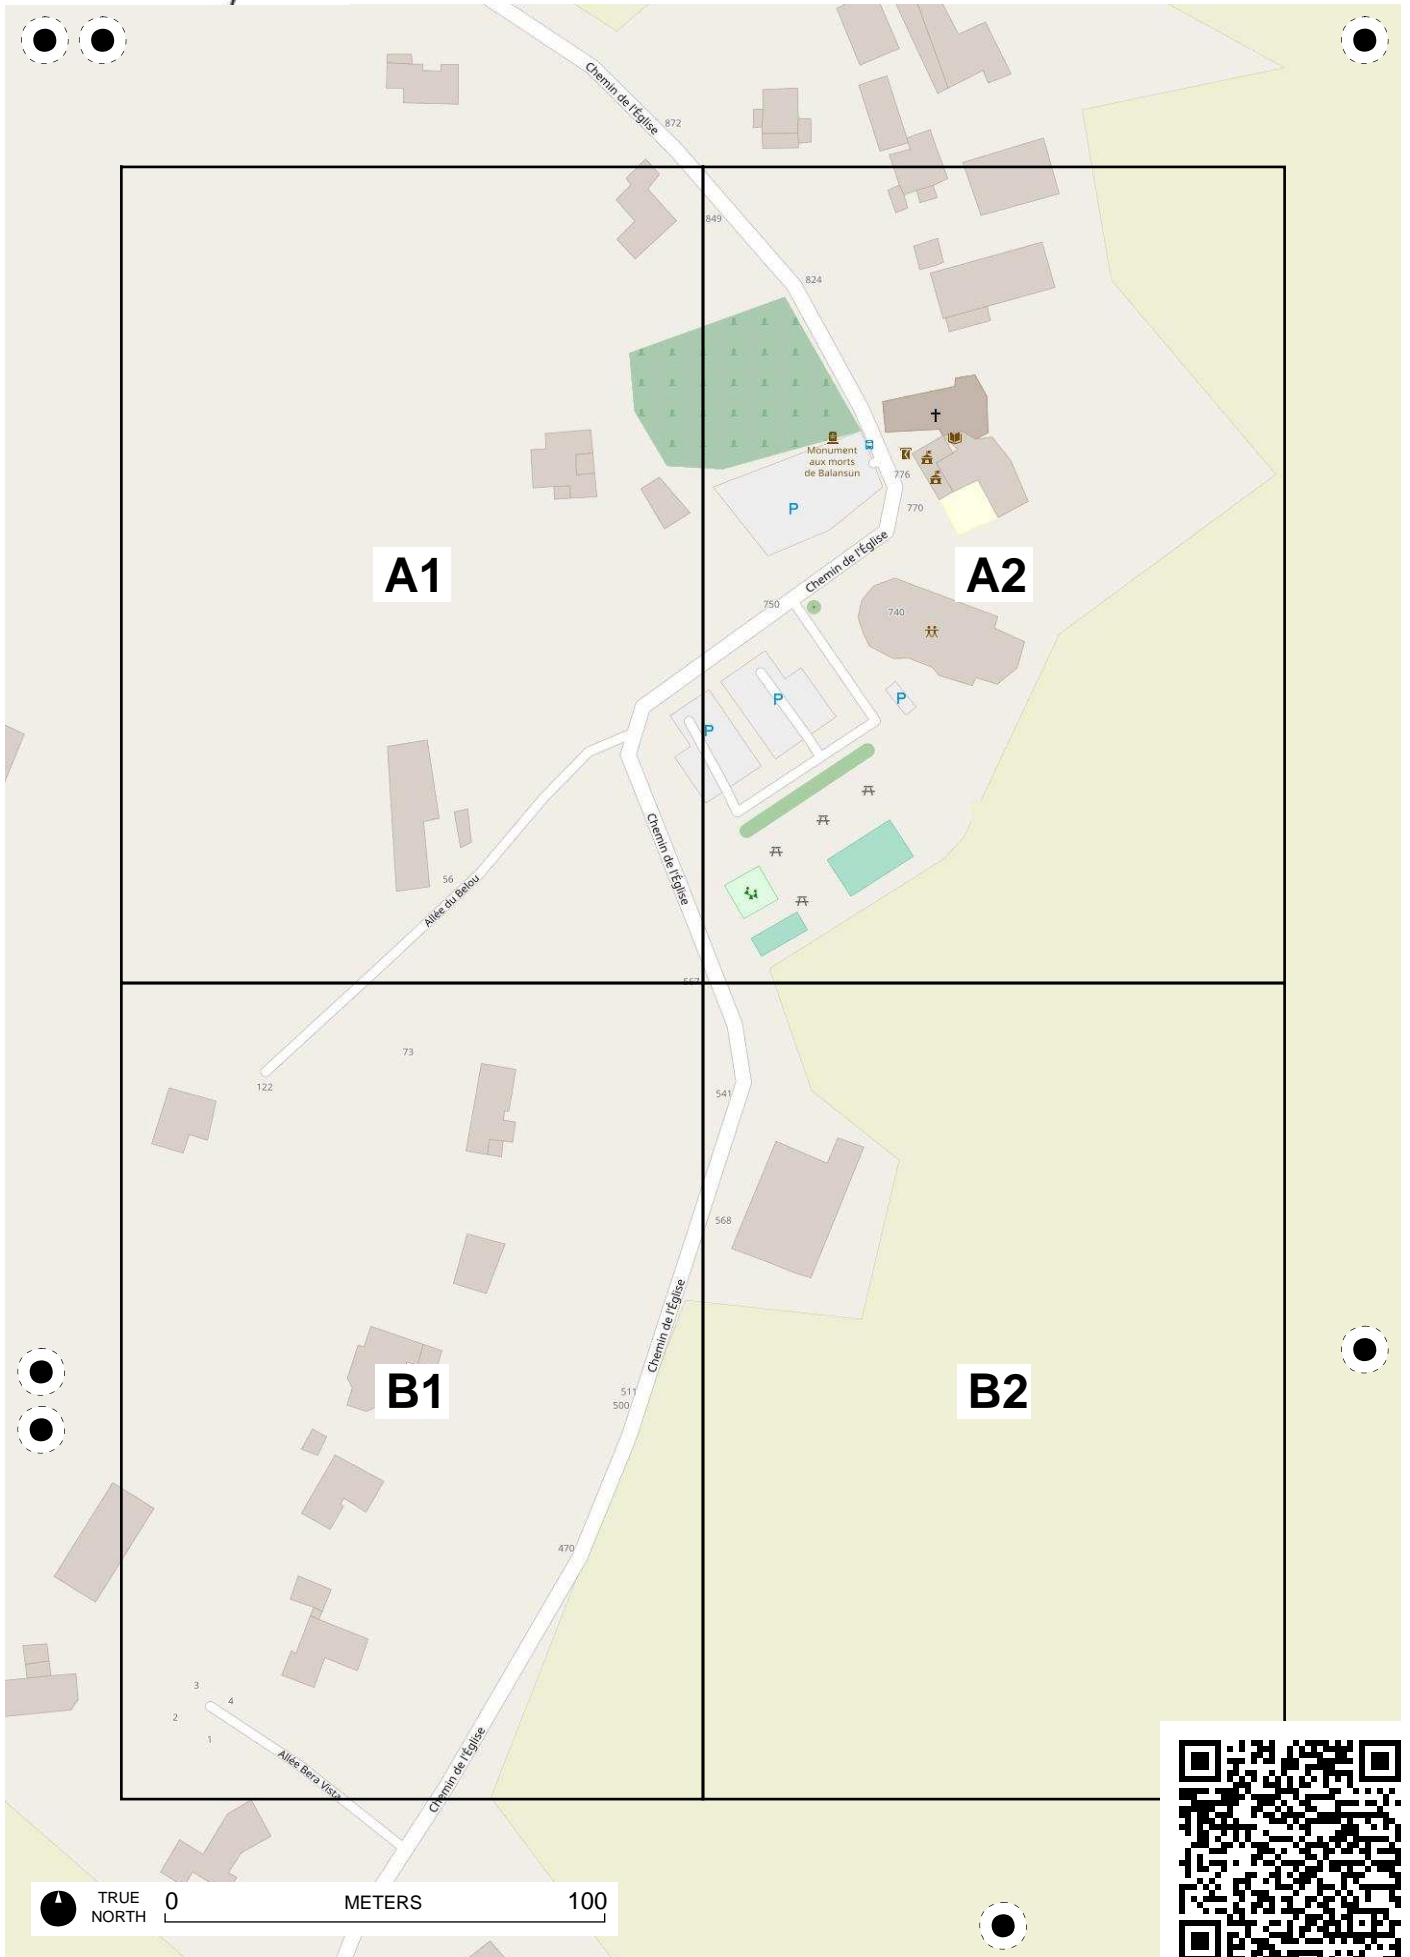 Chemin de l'Église
872
849
824
Monument
aux morts
de Balansun
776
770
P
A1
A2
Chemin de l'Église
750
740
P
P
P
Chemin de l'Église
56
Allée du Belou
567
73
122
541
568
Chemin de l'Église
B1
B2
511
500
470
3
4
2
1
Allée Bera Vista
Chemin de l'Église
TRUE
NORTH
0 METERS 100